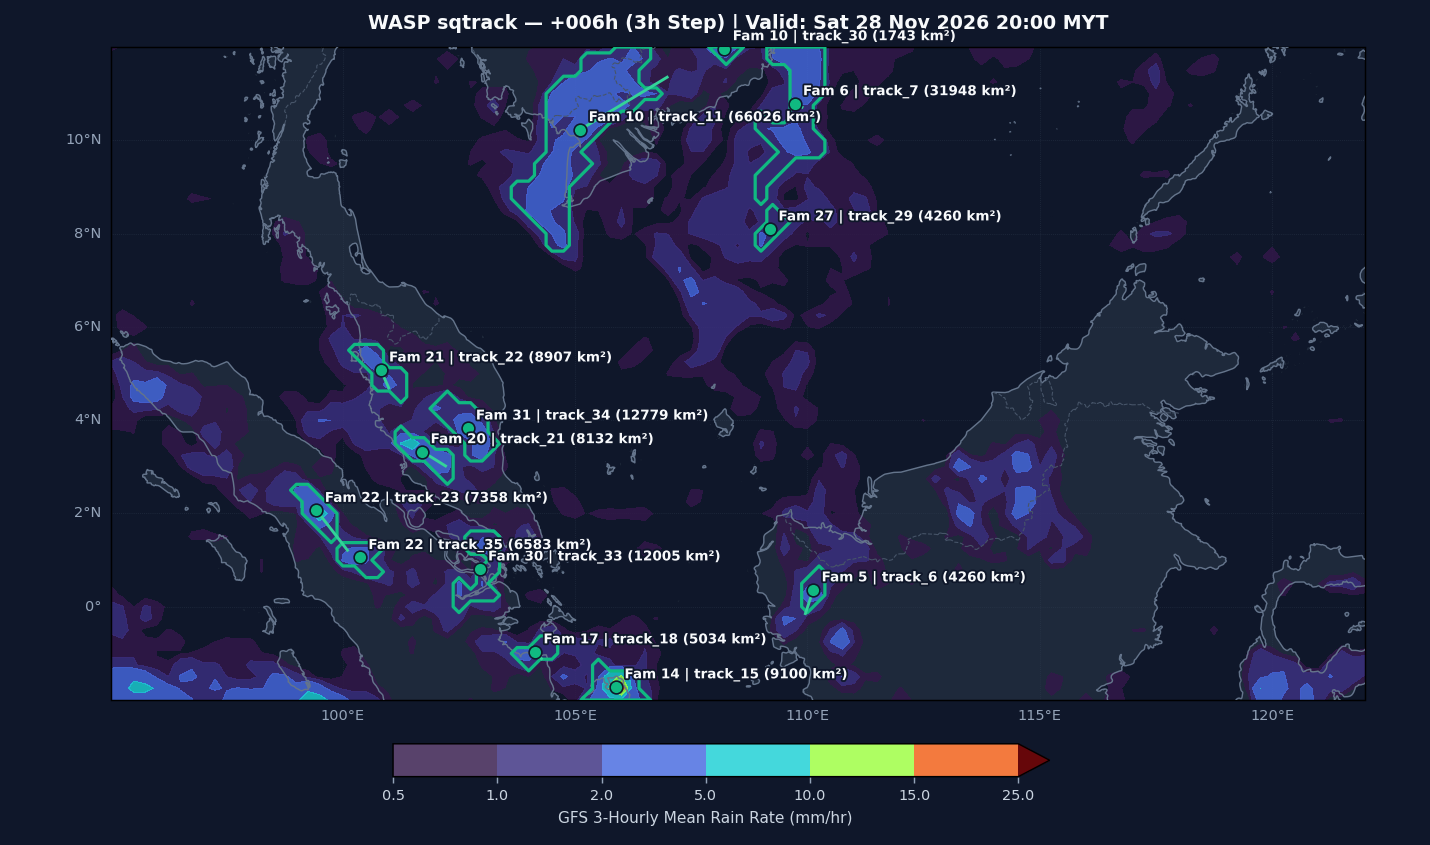 WASP sqtrack — +006h (3h Step) | Valid: Sat 28 Nov 2026 20:00 MYT
Fam 10 | track_30 (1743 km²)
Fam 6 | track_7 (31948 km²)
Fam 10 | track_11 (66026 km²)
10°N
Fam 27 | track_29 (4260 km²)
8°N
6°N
Fam 21 | track_22 (8907 km²)
4°N
Fam 31 | track_34 (12779 km²)
Fam 20 | track_21 (8132 km²)
Fam 22 | track_23 (7358 km²)
2°N
Fam 22 | track_35 (6583 km²)
Fam 30 | track_33 (12005 km²)
Fam 5 | track_6 (4260 km²)
0°
Fam 17 | track_18 (5034 km²)
Fam 14 | track_15 (9100 km²)
100°E 105°E 110°E 115°E 120°E
0.5 1.0 2.0 5.0 10.0 15.0 25.0
GFS 3-Hourly Mean Rain Rate (mm/hr)